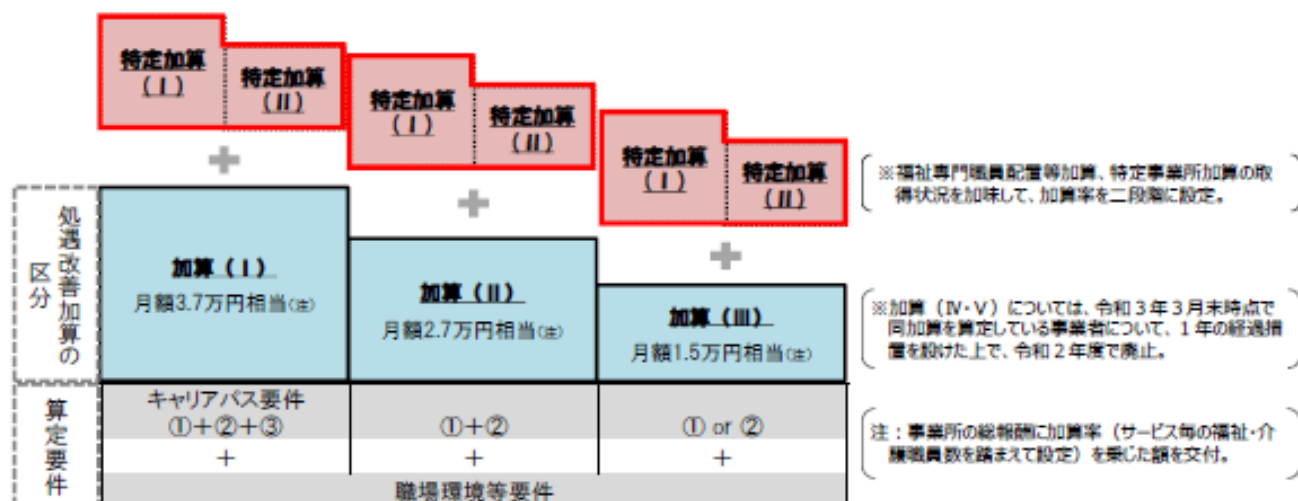 特定加算
(Ⅰ)
特定加算
(Ⅱ)
特定加算
(Ⅰ)
特定加算
(Ⅱ)
特定加算
(Ⅰ)
特定加算
(Ⅱ)
※福祉専門職員配置等加算、特定事業所加算の取
得状況を加味して、加算率を二段階に設定。
処遇改善加算の
区分
加算(Ⅰ)
月額3.7万円相当(注)
加算(Ⅱ)
月額2.7万円相当(注)
加算(Ⅲ)
月額1.5万円相当(注)
※加算(Ⅳ・Ⅴ)については、令和3年3月末時点で
同加算を算定している事業者について、1年の経過措
置を設けた上で、令和2年度で廃止。
算定要件
キャリアパス要件
①+②+③
①+②
① or ②
+
+
+
職場環境等要件
注:事業所の総報酬に加算率(サービス毎の福祉・介
護職員数を踏まえて設定)を乗じた額を交付。